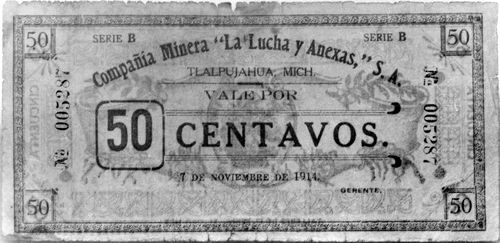 50 SERIE B SERIE B 50
Compañía Minera "La Lucha y Anexas," S.A.
TLALPUJAHUA, MICH.
VALE POR
50 CENTAVOS.
Nº 005287
Nº 005287
7 DE NOVIEMBRE DE 1914.
GERENTE,
50 50